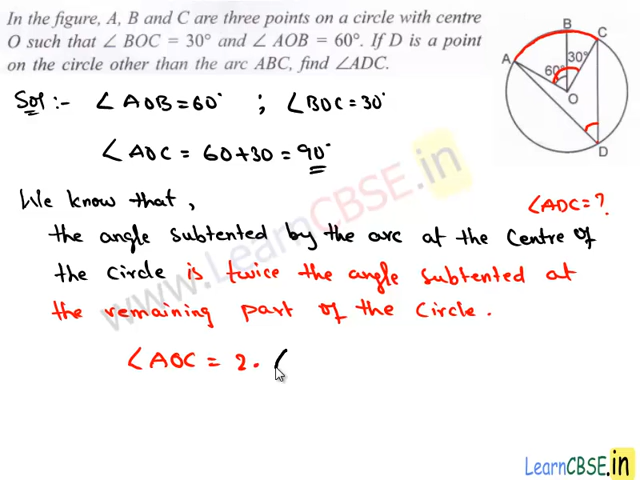 In the figure, A, B and C are three points on a circle with centre
O such that ∠ BOC = 30° and ∠ AOB = 60°. If D is a point
on the circle other than the arc ABC, find ∠ADC.
B
C
A
60°
30°
O
D
Sol :- ∠AOB=60° ; ∠BOC=30°
∠AOC = 60+30 = 90°
We know that,
∠ADC=?
the angle subtented by the arc at the centre of
the circle is twice the angle subtented at
the remaining part of the circle.
∠AOC = 2. ∠
www.LearnCBSE.in
LearnCBSE.in